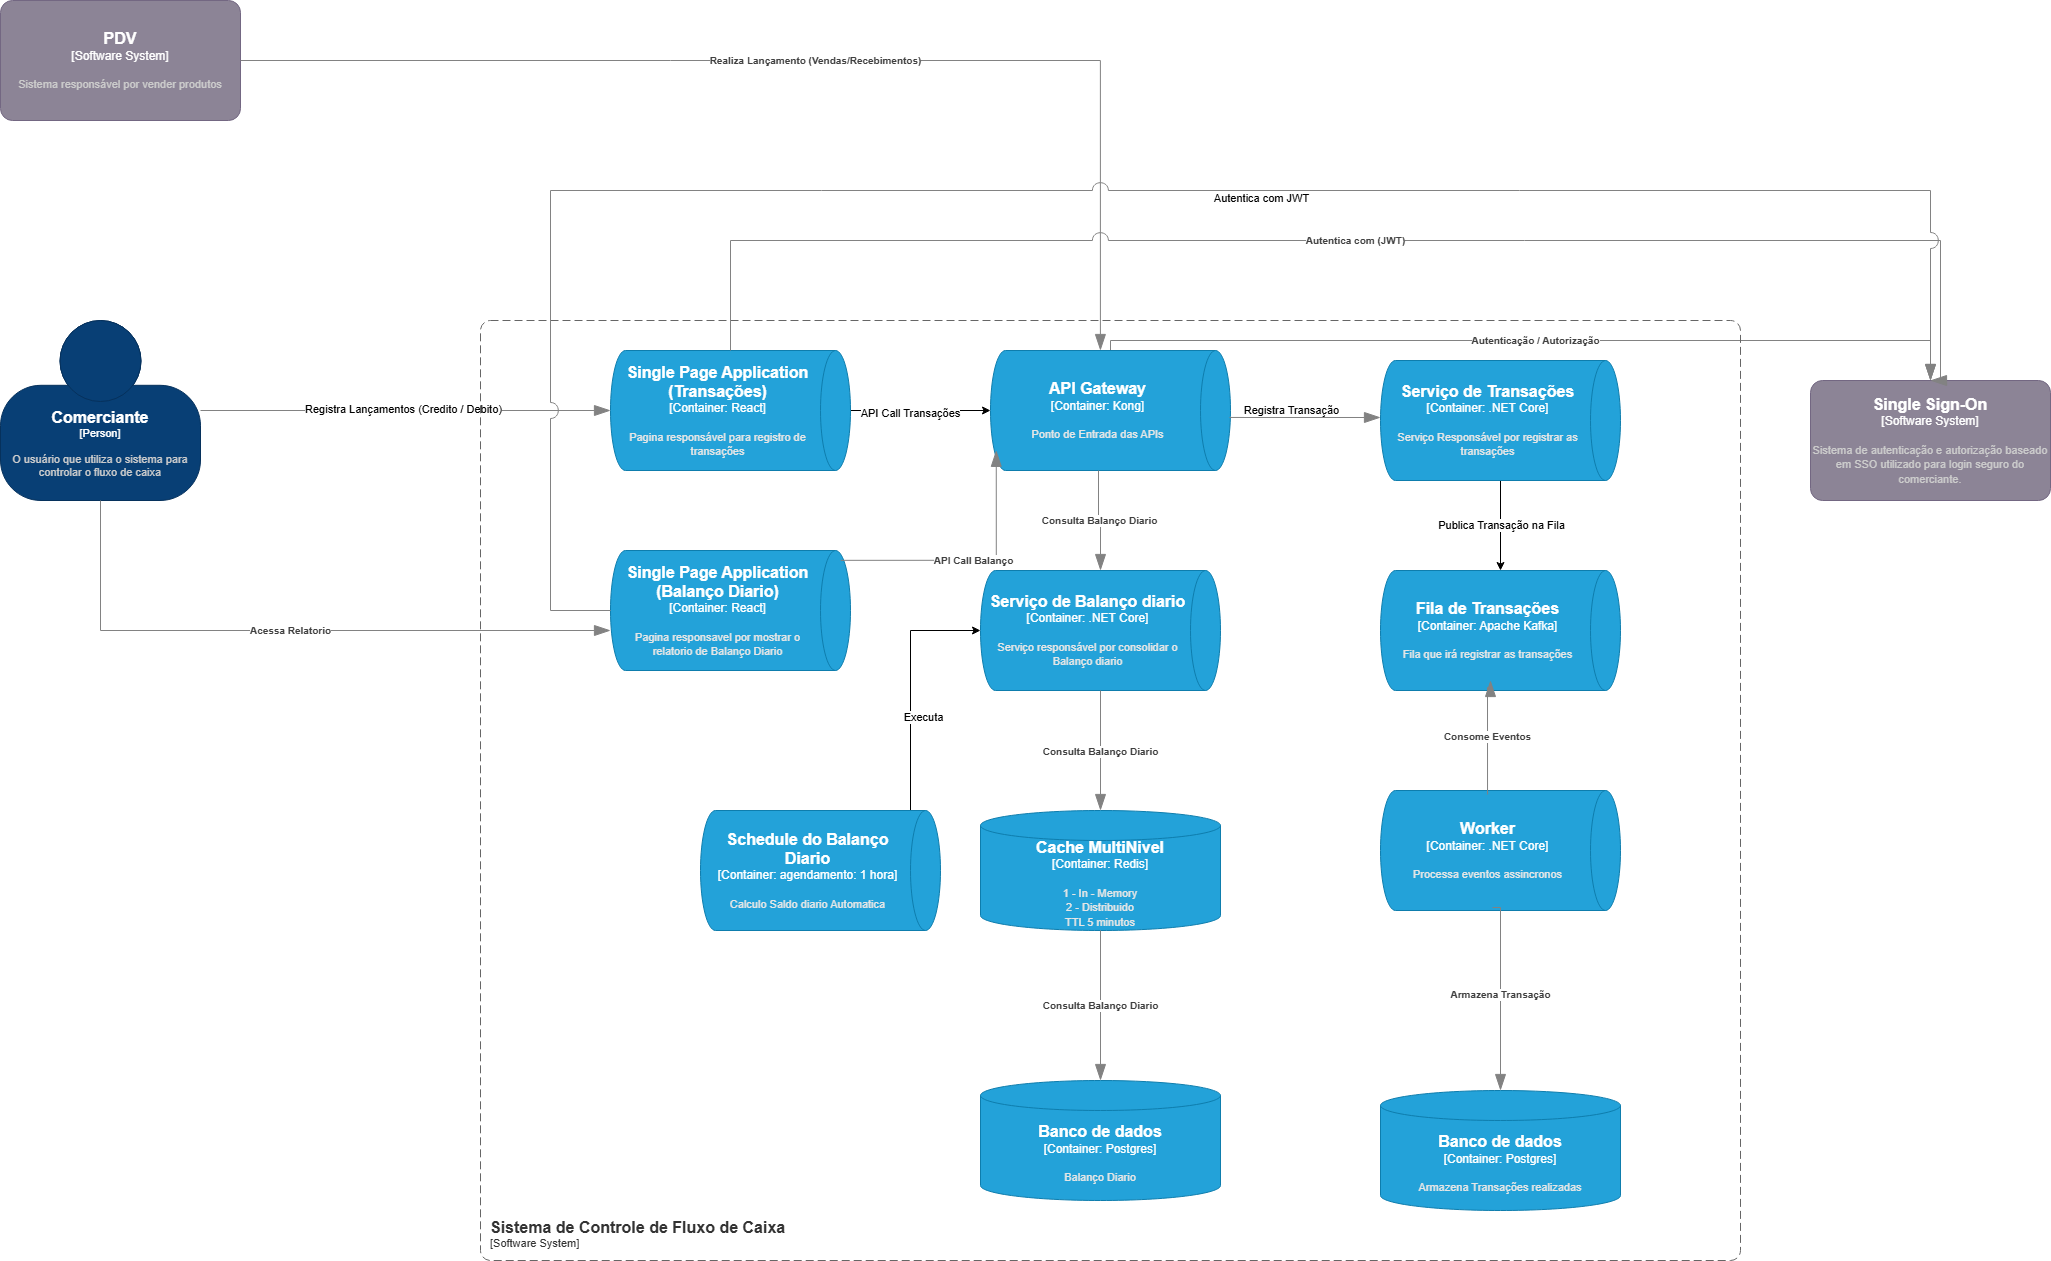 PDV
[Software System]
Sistema responsável por vender produtos
Realiza Lançamento (Vendas/Recebimentos)
Autentica com JWT
Autentica com (JWT)
Comerciante
[Person]
O usuário que utiliza o sistema para
controlar o fluxo de caixa
Registra Lançamentos (Credito / Debito)
Acessa Relatorio
Single Page Application
(Transações)
[Container: React]
Pagina responsável para registro de
transações
API Call Transações
API Gateway
[Container: Kong]
Ponto de Entrada das APIs
Autenticação / Autorização
Registra Transação
Serviço de Transações
[Container: .NET Core]
Serviço Responsável por registrar as
transações
Single Sign-On
[Software System]
Sistema de autenticação e autorização baseado
em SSO utilizado para login seguro do
comerciante.
Consulta Balanço Diario
Publica Transação na Fila
API Call Balanço
Single Page Application
(Balanço Diario)
[Container: React]
Pagina responsavel por mostrar o
relatorio de Balanço Diario
Serviço de Balanço diario
[Container: .NET Core]
Serviço responsável por consolidar o
Balanço diario
Fila de Transações
[Container: Apache Kafka]
Fila que irá registrar as transações
Executa
Consulta Balanço Diario
Consome Eventos
Schedule do Balanço
Diario
[Container: agendamento: 1 hora]
Calculo Saldo diario Automatica
Cache MultiNivel
[Container: Redis]
1 - In - Memory
2 - Distribuido
TTL 5 minutos
Worker
[Container: .NET Core]
Processa eventos assincronos
Consulta Balanço Diario
Armazena Transação
Banco de dados
[Container: Postgres]
Balanço Diario
Banco de dados
[Container: Postgres]
Armazena Transações realizadas
Sistema de Controle de Fluxo de Caixa
[Software System]